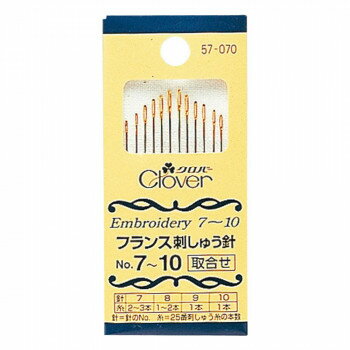 57-070
クロバー
Clover
Embroidery 7〜10
フランス刺しゅう針
No.7〜10 取合せ
針 7 8 9 10
糸 2〜3本 1〜2本 1本 1本
針=針のNo. 糸=25番刺しゅう糸の本数